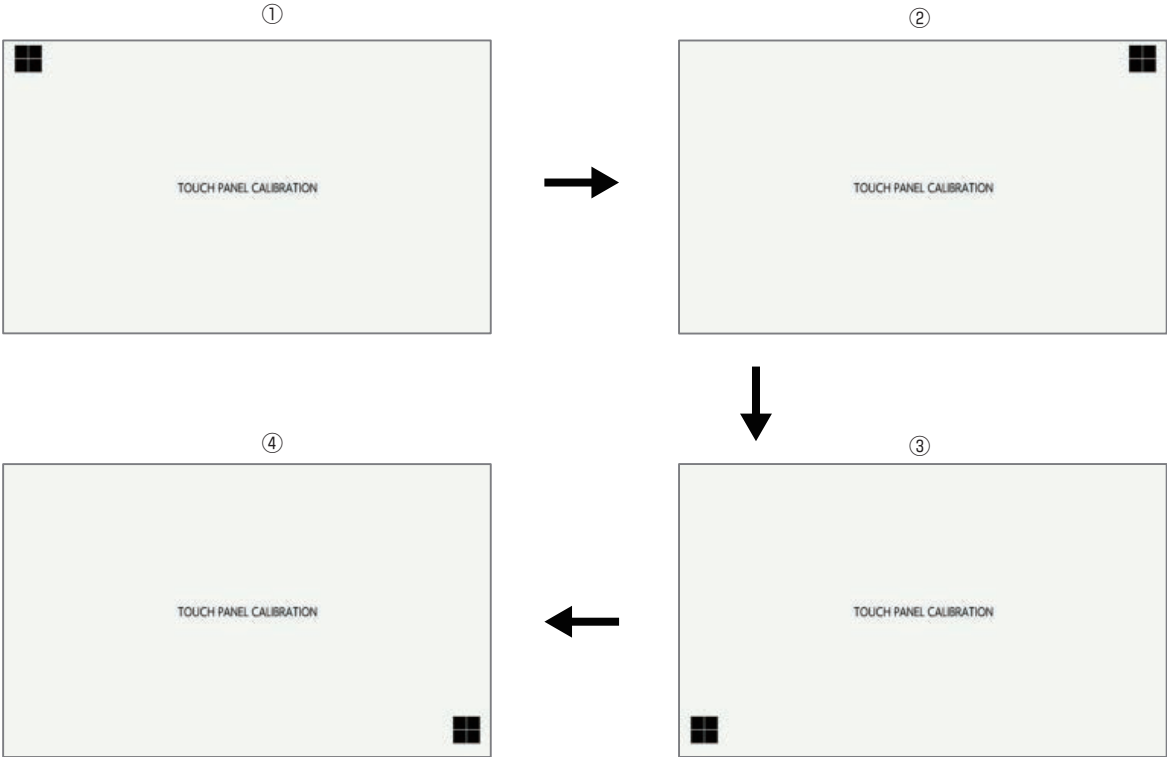 ①
②
TOUCH PANEL CALIBRATION
TOUCH PANEL CALIBRATION
④
③
TOUCH PANEL CALIBRATION
TOUCH PANEL CALIBRATION